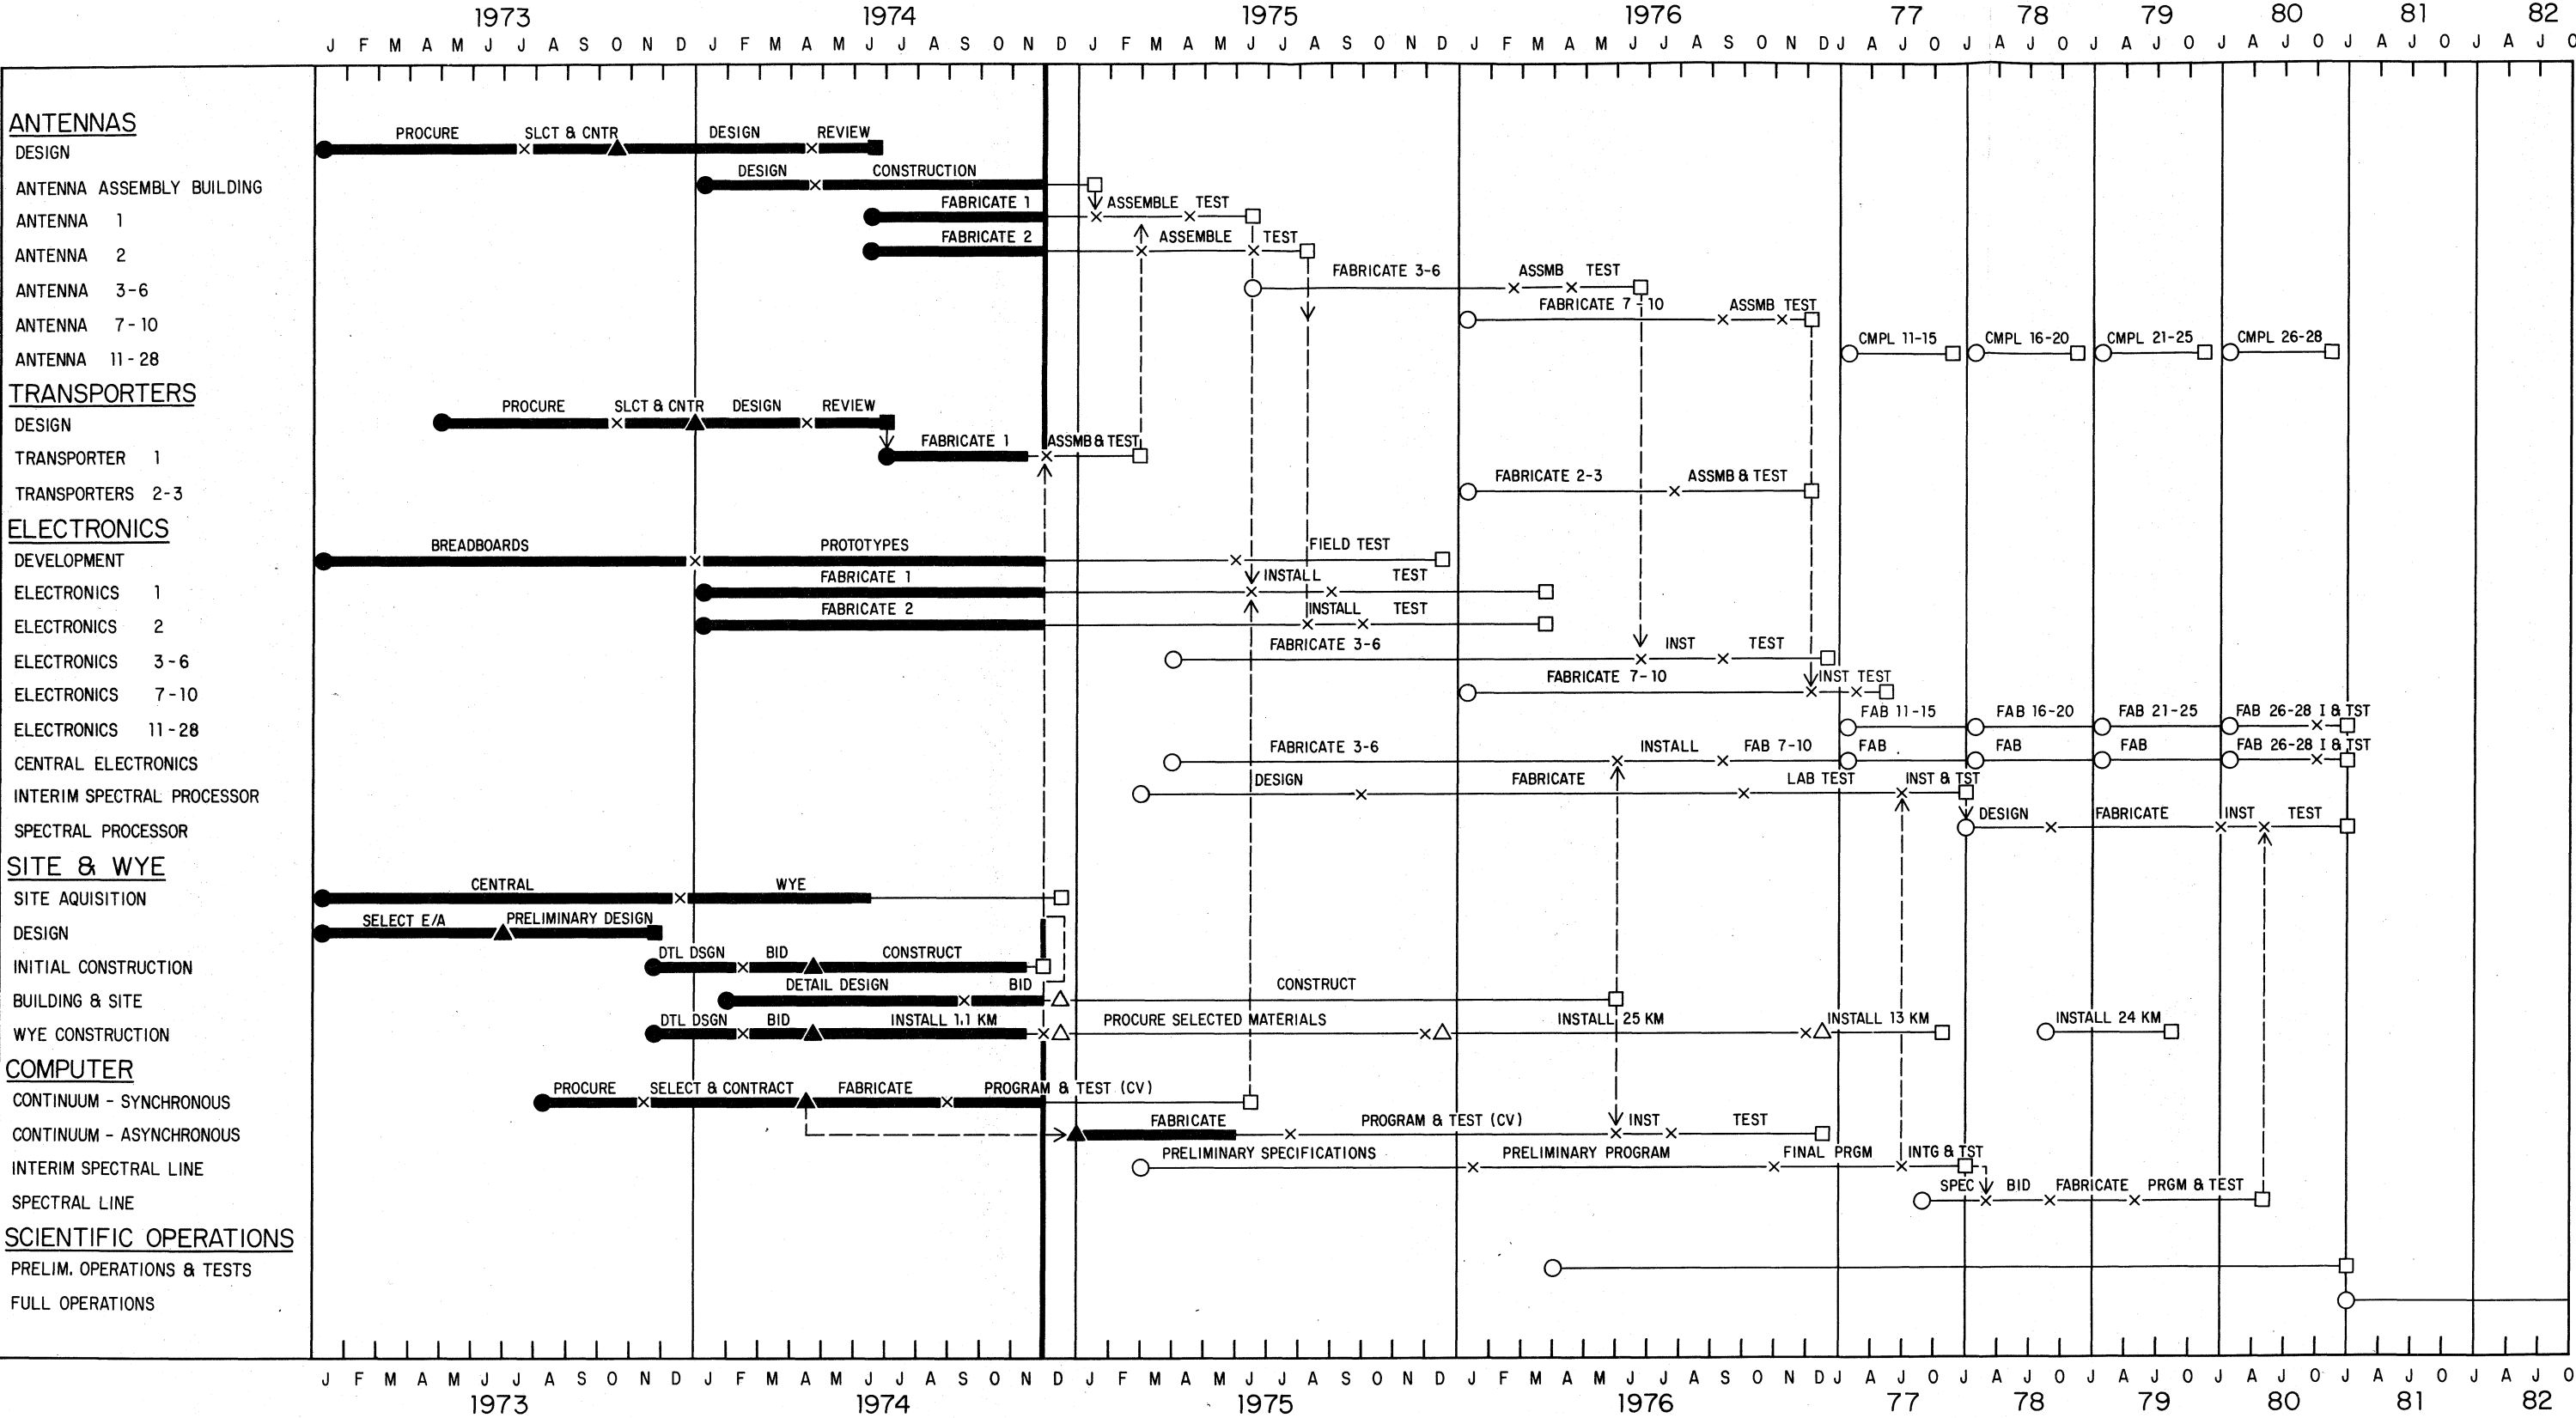 1973 1974 1975 1976 77 78 79 80 81 82
J F M A M J J A S O N D J F M A M J J A S O N D J F M A M J J A S O N D J F M A M J J A S O N D J A J O J A J O J A J O J A J O J A J O J A J O
ANTENNAS
PROCURE SLCT & CNTR DESIGN REVIEW
DESIGN
DESIGN CONSTRUCTION
ANTENNA ASSEMBLY BUILDING
FABRICATE 1 ASSEMBLE TEST
ANTENNA 1
FABRICATE 2 ASSEMBLE TEST
ANTENNA 2
FABRICATE 3-6 ASSMB TEST
ANTENNA 3-6
FABRICATE 7-10 ASSMB TEST
ANTENNA 7-10
CMPL 11-15 CMPL 16-20 CMPL 21-25 CMPL 26-28
ANTENNA 11-28
TRANSPORTERS
PROCURE SLCT & CNTR DESIGN REVIEW
DESIGN
FABRICATE 1 ASSMB & TEST
TRANSPORTER 1
FABRICATE 2-3 ASSMB & TEST
TRANSPORTERS 2-3
ELECTRONICS
BREADBOARDS PROTOTYPES FIELD TEST
DEVELOPMENT
FABRICATE 1 INSTALL TEST
ELECTRONICS 1
FABRICATE 2 INSTALL TEST
ELECTRONICS 2
FABRICATE 3-6 INST TEST
ELECTRONICS 3-6
FABRICATE 7-10 INST TEST
ELECTRONICS 7-10
FAB 11-15 FAB 16-20 FAB 21-25 FAB 26-28 I & TST
ELECTRONICS 11-28
FABRICATE 3-6 INSTALL FAB 7-10 FAB FAB FAB FAB 26-28 I & TST
CENTRAL ELECTRONICS
DESIGN FABRICATE LAB TEST INST & TST
INTERIM SPECTRAL PROCESSOR
DESIGN FABRICATE INST TEST
SPECTRAL PROCESSOR
SITE & WYE
CENTRAL WYE
SITE AQUISITION
SELECT E/A PRELIMINARY DESIGN
DESIGN
DTL DSGN BID CONSTRUCT
INITIAL CONSTRUCTION
DETAIL DESIGN BID CONSTRUCT
BUILDING & SITE
DTL DSGN BID INSTALL 1.1 KM PROCURE SELECTED MATERIALS INSTALL 25 KM INSTALL 13 KM INSTALL 24 KM
WYE CONSTRUCTION
COMPUTER
PROCURE SELECT & CONTRACT FABRICATE PROGRAM & TEST (CV)
CONTINUUM - SYNCHRONOUS
FABRICATE PROGRAM & TEST (CV) INST TEST
CONTINUUM - ASYNCHRONOUS
PRELIMINARY SPECIFICATIONS PRELIMINARY PROGRAM FINAL PRGM INTG & TST
INTERIM SPECTRAL LINE
SPEC BID FABRICATE PRGM & TEST
SPECTRAL LINE
SCIENTIFIC OPERATIONS
PRELIM. OPERATIONS & TESTS
FULL OPERATIONS
J F M A M J J A S O N D J F M A M J J A S O N D J F M A M J J A S O N D J F M A M J J A S O N D J A J O J A J O J A J O J A J O J A J O J A J O
1973 1974 1975 1976 77 78 79 80 81 82